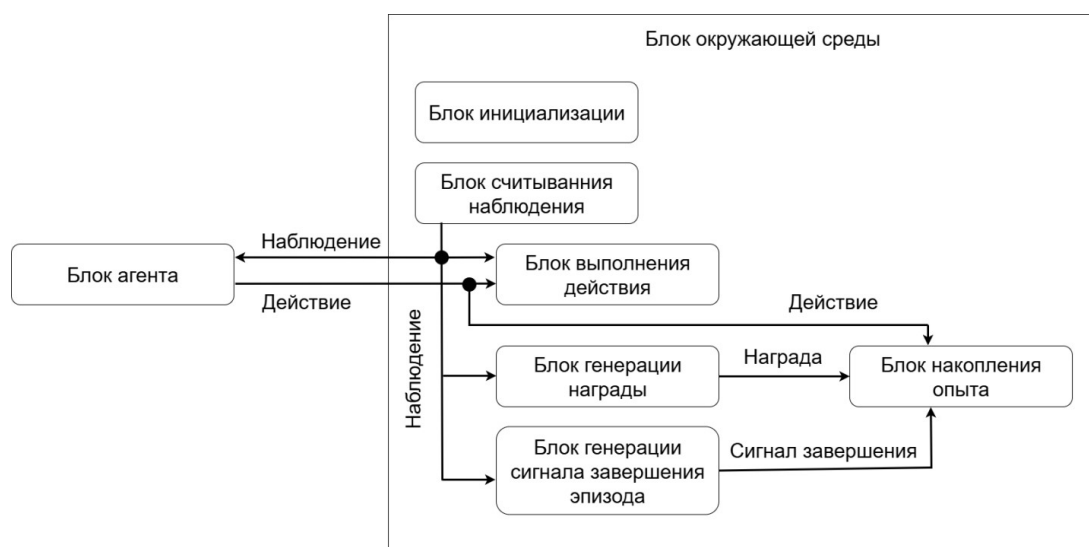 Блок окружающей среды
Блок инициализации
Блок считыванния
наблюдения
Наблюдение
Блок агента
Блок выполнения
действия
Действие
Действие
Наблюдение
Блок генерации
награды
Награда
Блок накопления
опыта
Блок генерации
сигнала завершения
эпизода
Сигнал завершения